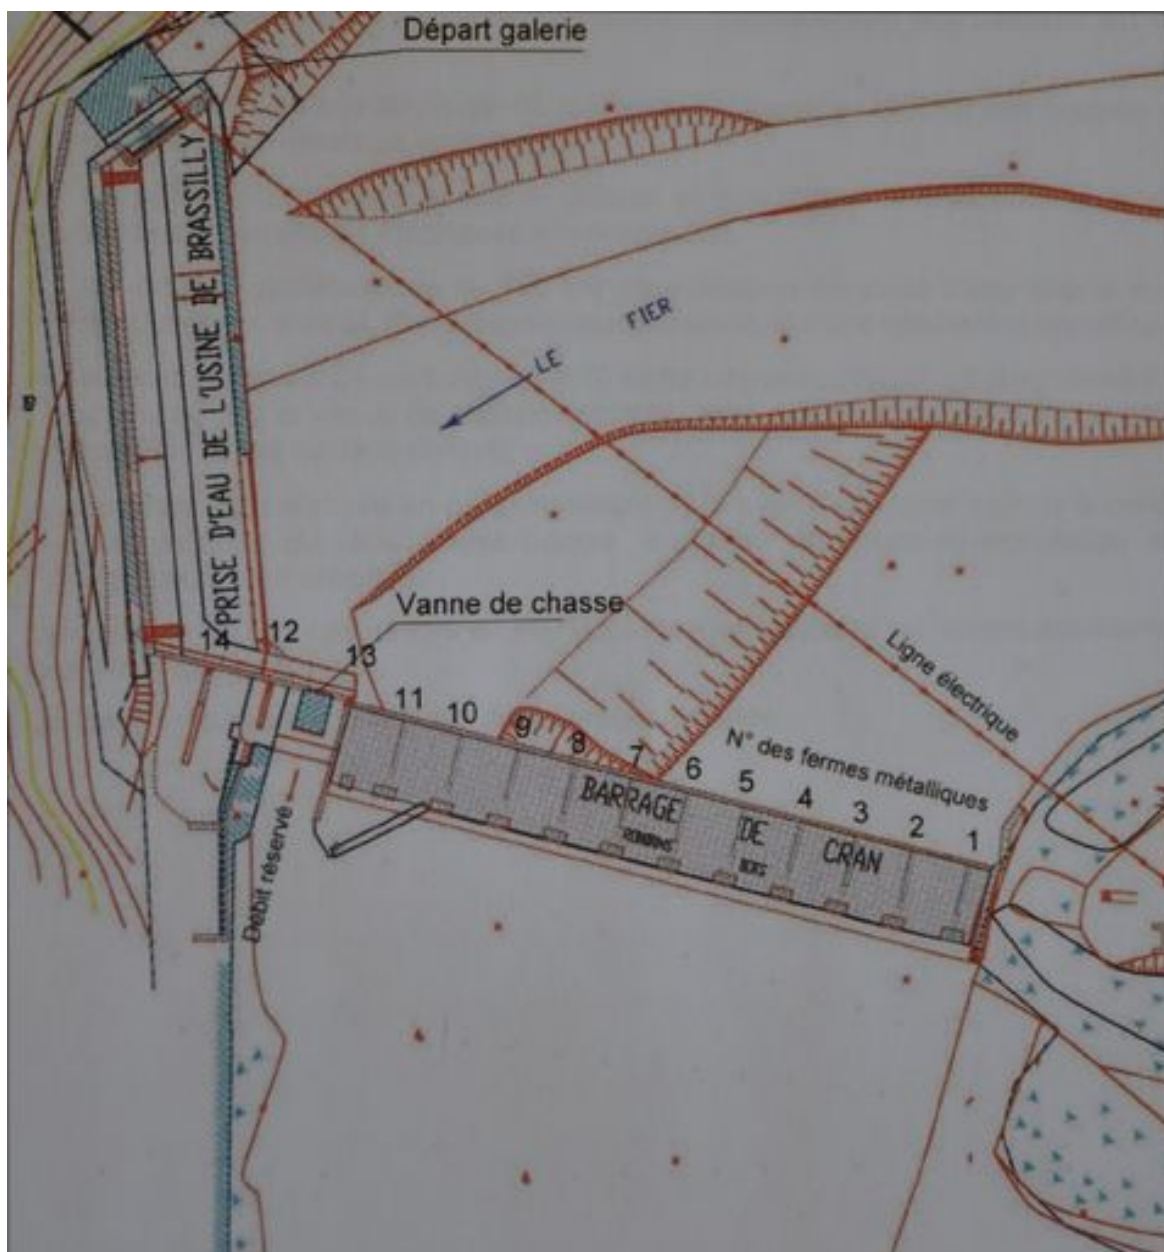 Départ galerie
PRISE D'EAU DE L'USINE DE BRASSILLY
LE FIER
Vanne de chasse
14
12
13
11
10
9
8
7
6
5
4
3
2
1
Ligne électrique
N° des fermes métalliques
BARRAGE DE CRAN
BOIS
Débit réservé